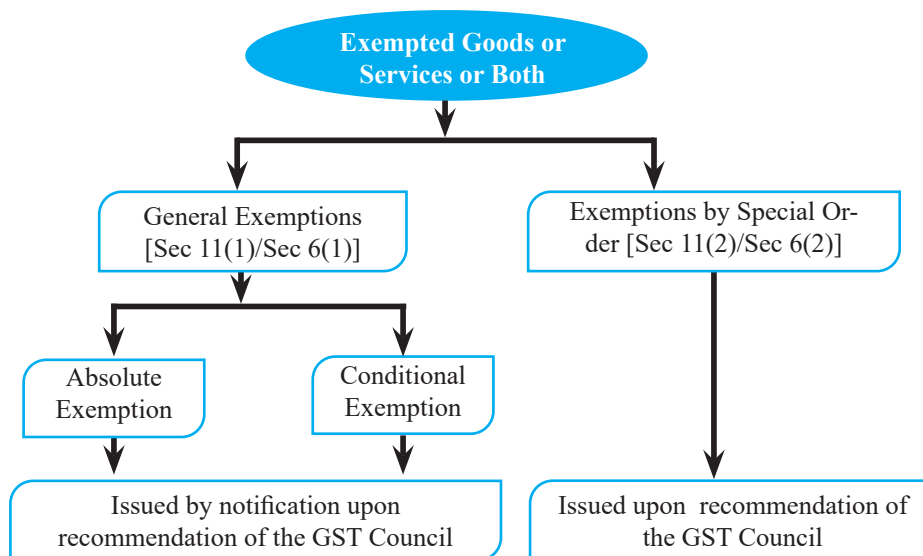 Exempted Goods or
Services or Both
General Exemptions
[Sec 11(1)/Sec 6(1)]
Exemptions by Special Or-
der [Sec 11(2)/Sec 6(2)]
Absolute
Exemption
Conditional
Exemption
Issued by notification upon
recommendation of the GST Council
Issued upon recommendation of
the GST Council